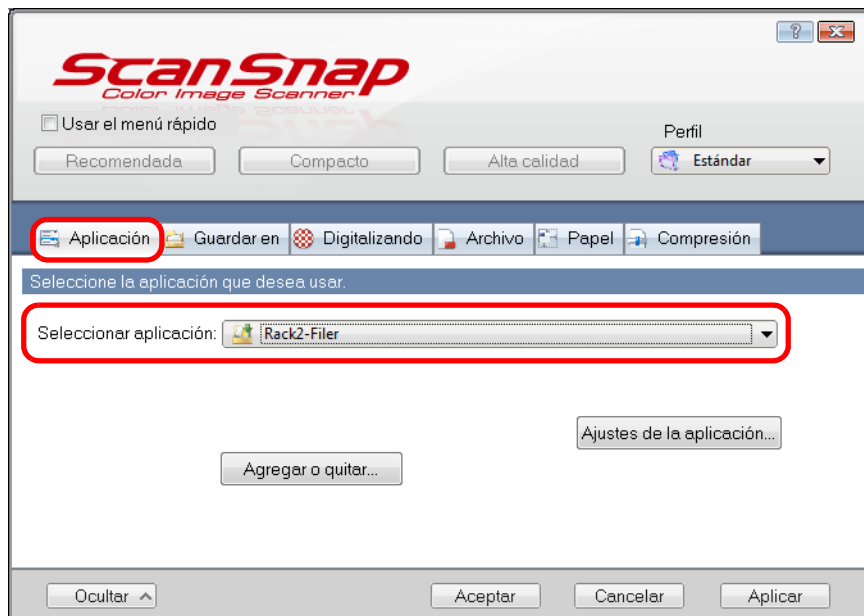 ScanSnap
Color Image Scanner
Usar el menú rápido
Perfil
Recomendada Compacto Alta calidad Estándar
Aplicación Guardar en Digitalizando Archivo Papel Compresión
Seleccione la aplicación que desea usar.
Seleccionar aplicación: Rack2-Filer
Ajustes de la aplicación...
Agregar o quitar...
Ocultar Aceptar Cancelar Aplicar